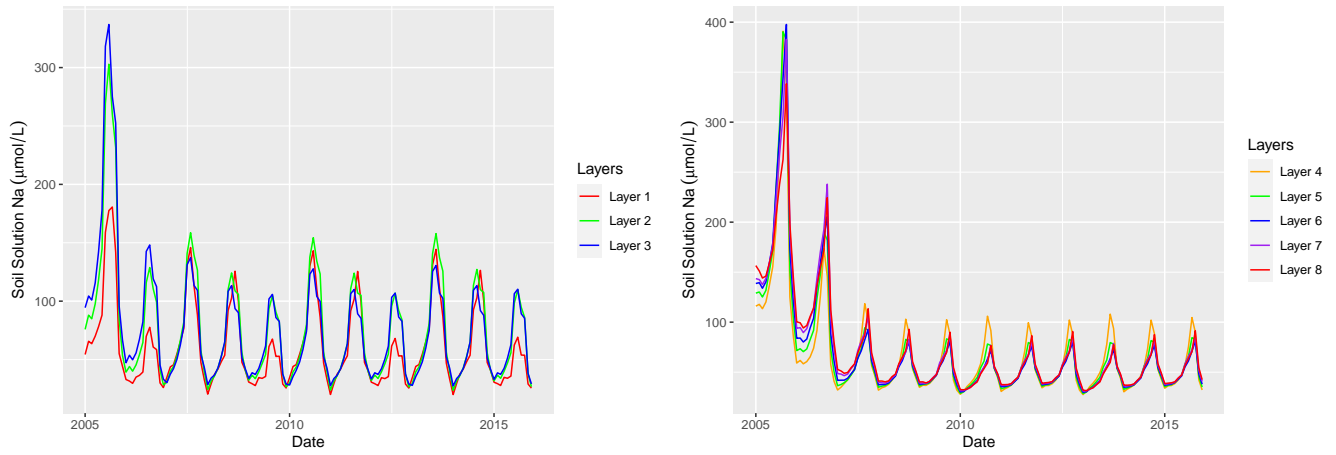 Soil Solution Na (μmol/L)
300
200
100
2005
2010
2015
Date
Layers
Layer 1
Layer 2
Layer 3
Soil Solution Na (μmol/L)
400
300
200
100
2005
2010
2015
Date
Layers
Layer 4
Layer 5
Layer 6
Layer 7
Layer 8